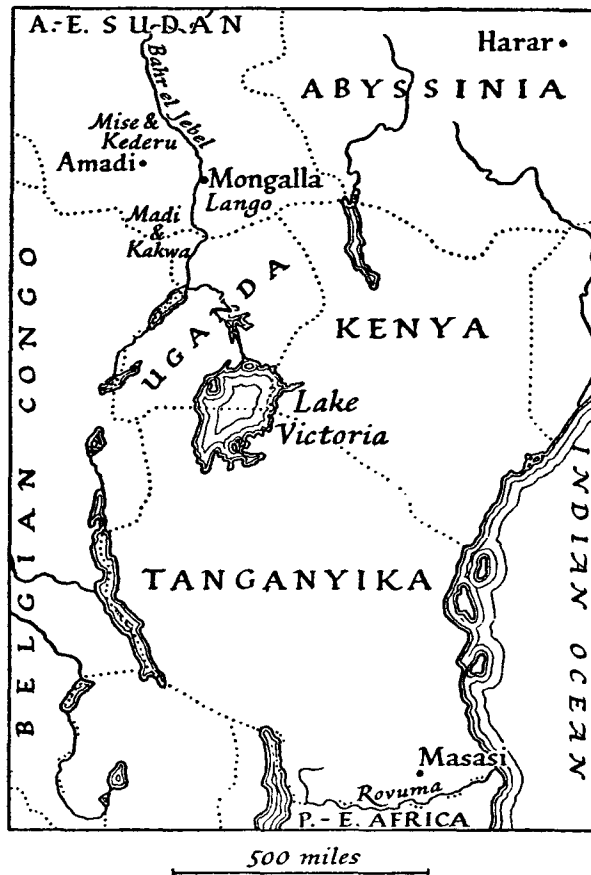 A.-E. SUDAN
Harar
ABYSSINIA
Bahr el Jebel
Mise &
Kederu
Amadi
Mongalla
Lango
Madi
& Kakwa
UGANDA
KENYA
Lake
Victoria
BELGIAN CONGO
INDIAN OCEAN
TANGANYIKA
Masasi
Rovuma
P.-E. AFRICA
500 miles